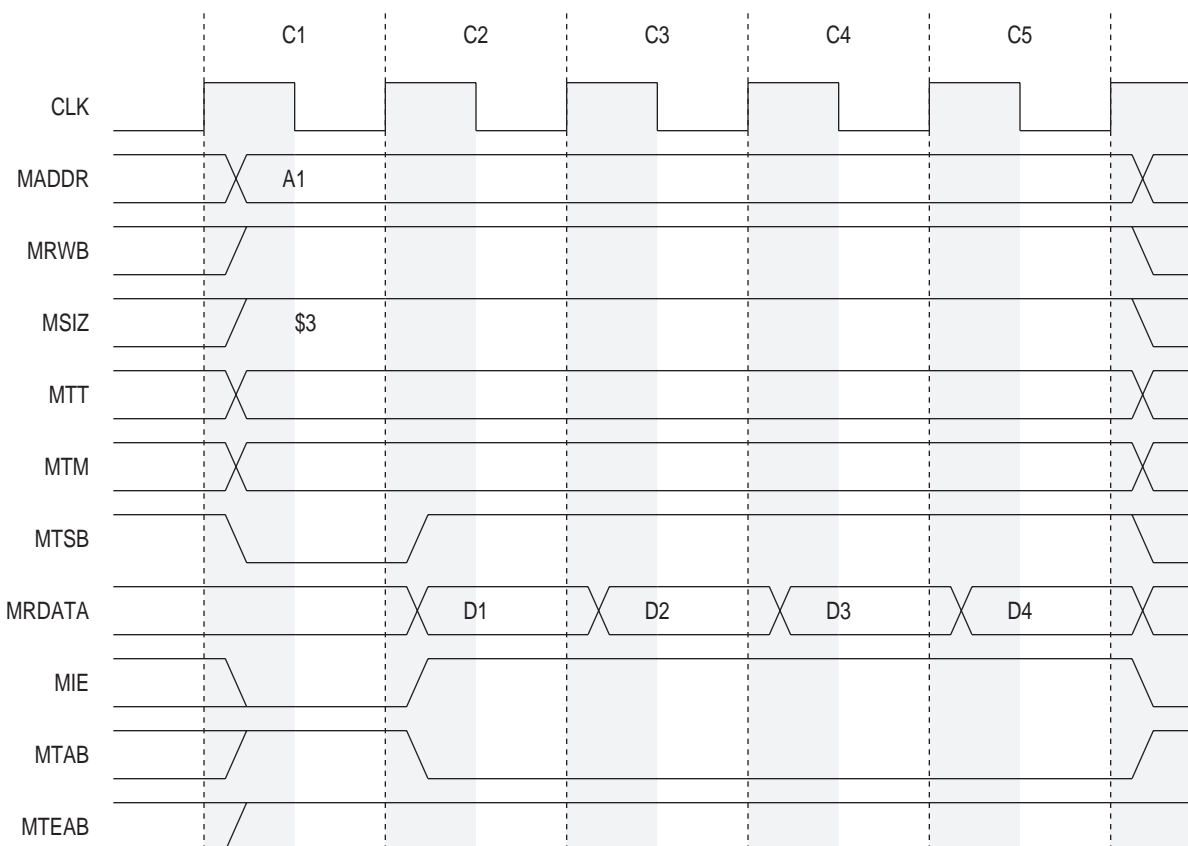 C1 C2 C3 C4 C5
CLK
MADDR A1
MRWB
MSIZ $3
MTT
MTM
MTSB
MRDATA D1 D2 D3 D4
MIE
MTAB
MTEAB